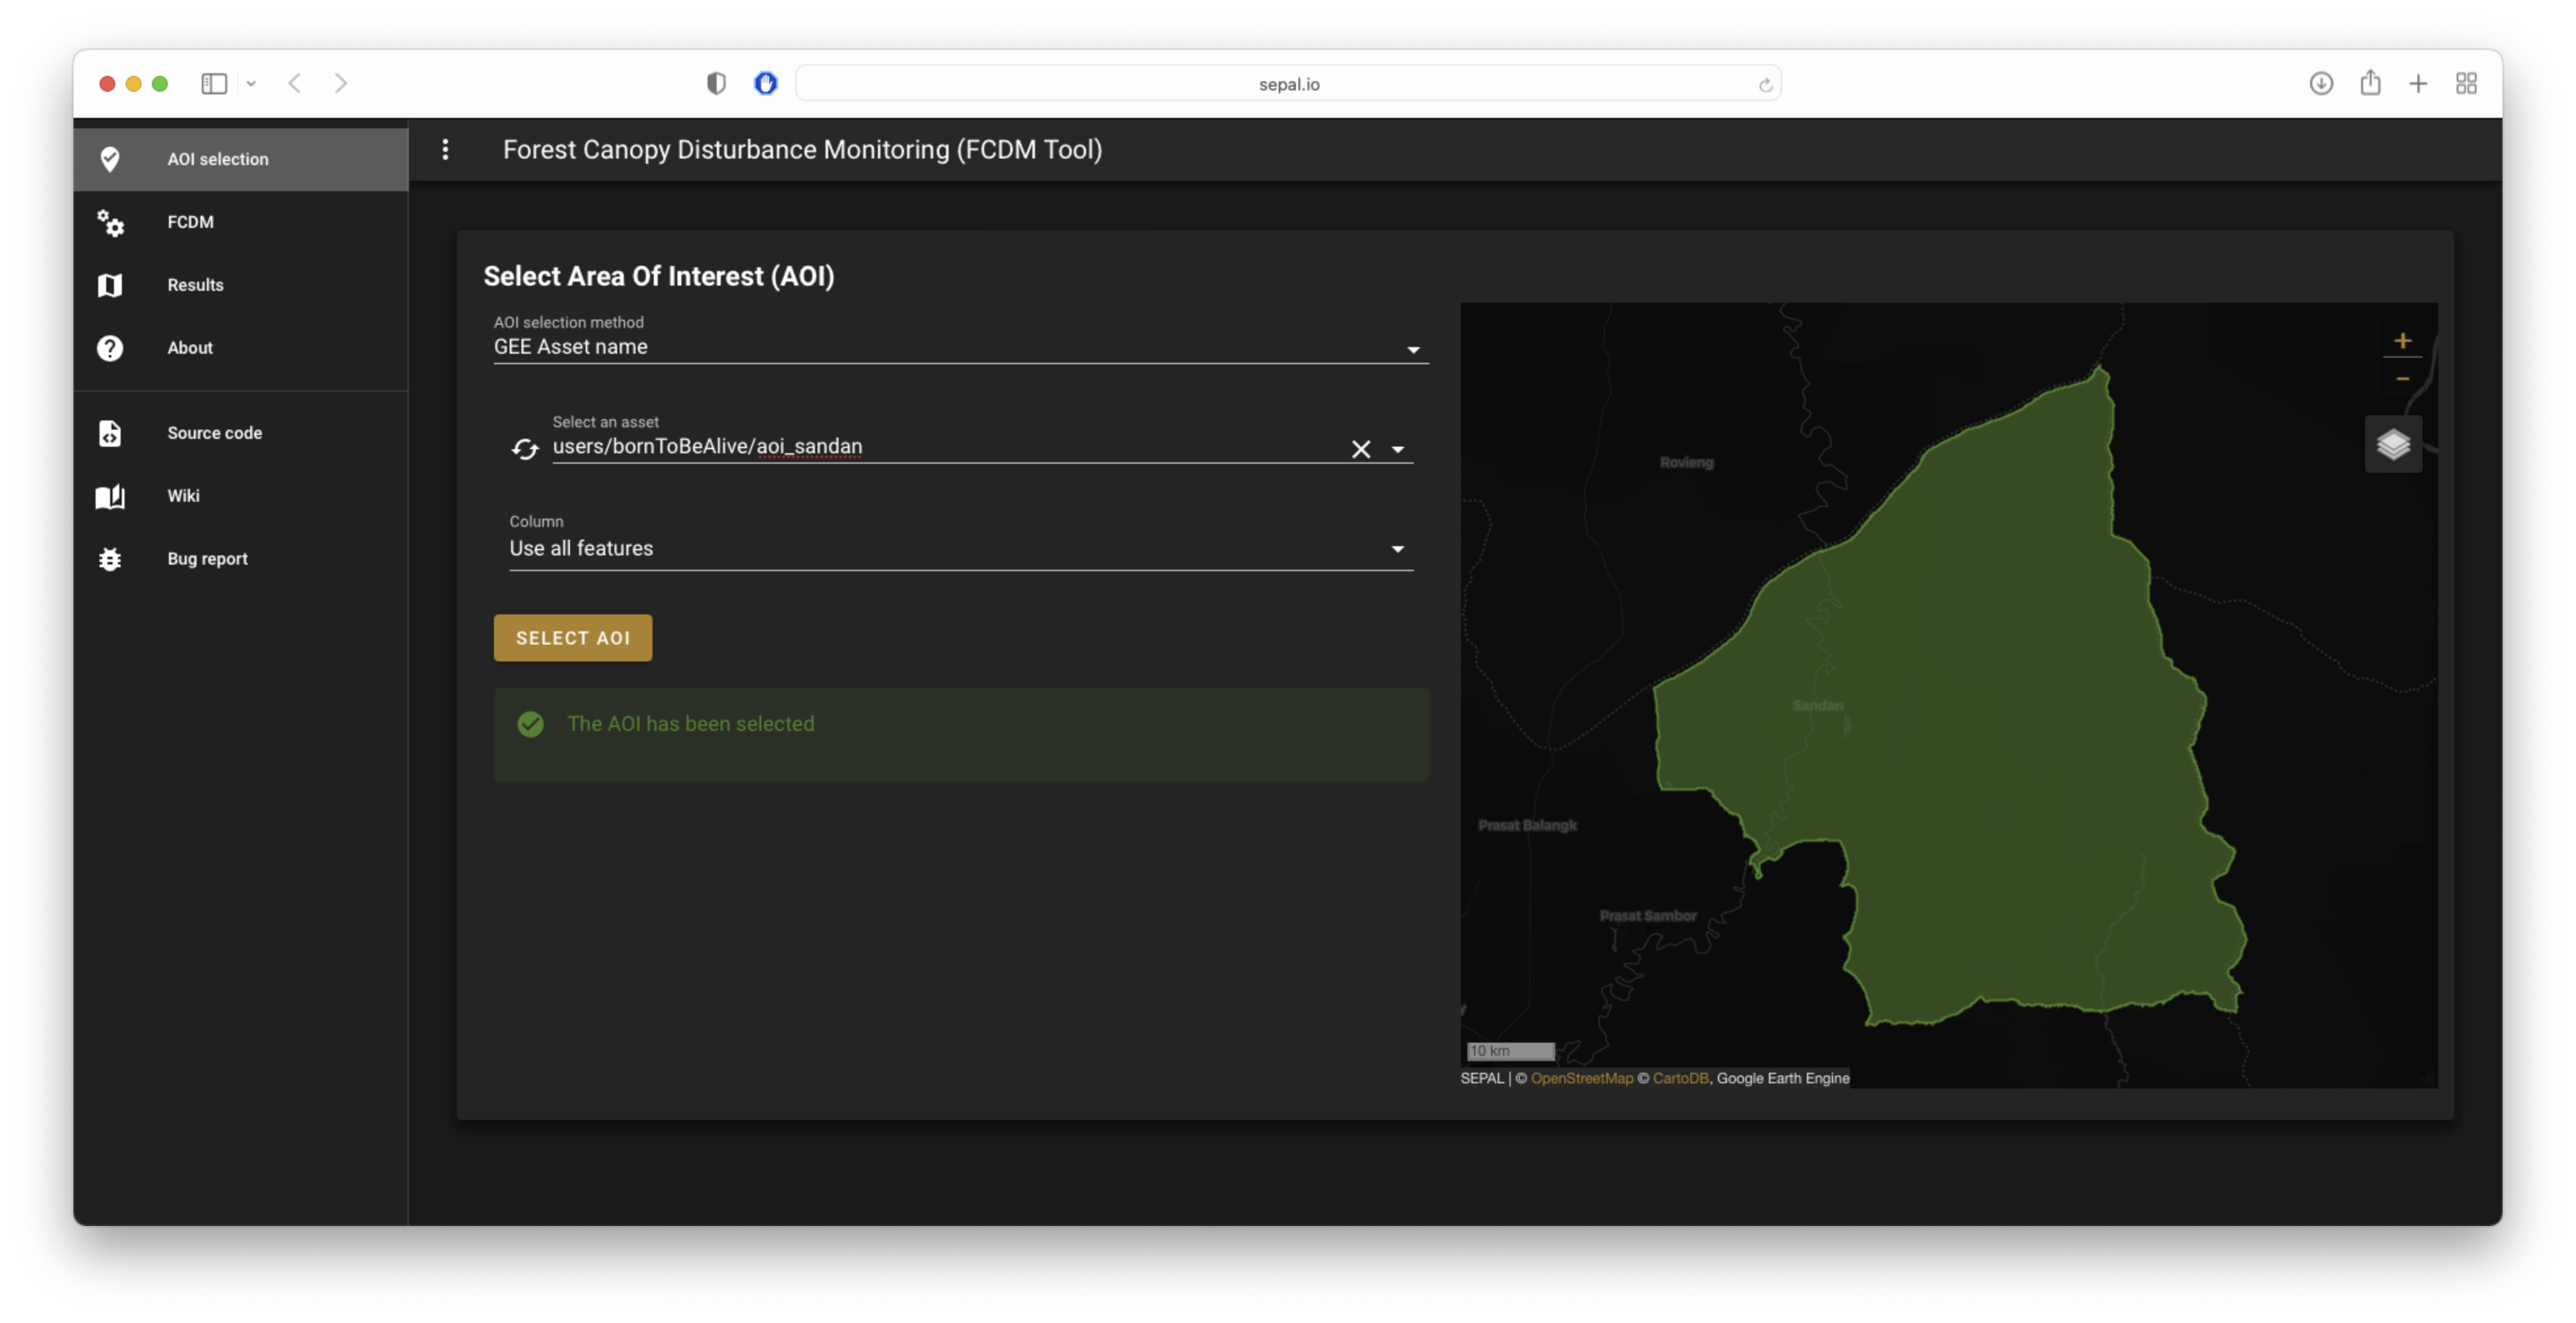 sepal.io
AOI selection
FCDM
Results
About
Source code
Wiki
Bug report
Forest Canopy Disturbance Monitoring (FCDM Tool)
Select Area Of Interest (AOI)
AOI selection method
GEE Asset name
Select an asset
users/bornToBeAlive/aoi_sandan
Column
Use all features
SELECT AOI
The AOI has been selected
+
−
Rovieng
Sandan
Prasat Balangk
Prasat Sambor
10 km
SEPAL | © OpenStreetMap © CartoDB, Google Earth Engine